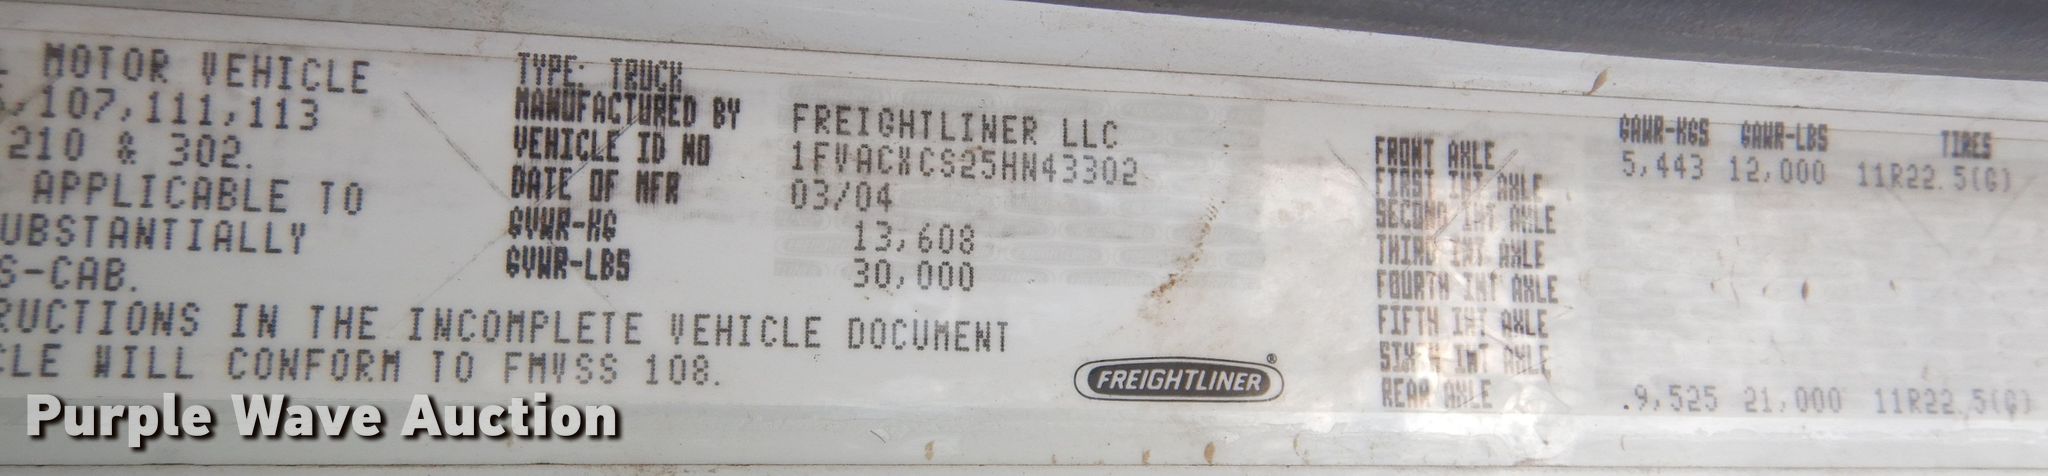 L MOTOR VEHICLE
,107,111,113
210 & 302.
APPLICABLE TO
UBSTANTIALLY
S-CAB.
RUCTIONS IN THE INCOMPLETE VEHICLE DOCUMENT
CLE WILL CONFORM TO FMVSS 108.
TYPE: TRUCK
MANUFACTURED BY FREIGHTLINER LLC
VEHICLE ID NO 1FVACXCS25HN43302
DATE OF MFR 03/04
GVWR-KG 13,608
GVWR-LBS 30,000
FREIGHTLINER®
GAWR-KGS GAWR-LBS TIRES
FRONT AXLE 5,443 12,000 11R22.5(G)
FIRST INT AXLE
SECOND INT AXLE
THIRD INT AXLE
FOURTH INT AXLE
FIFTH INT AXLE
SIXTH INT AXLE
REAR AXLE .9,525 21,000 11R22.5(G)
Purple Wave Auction